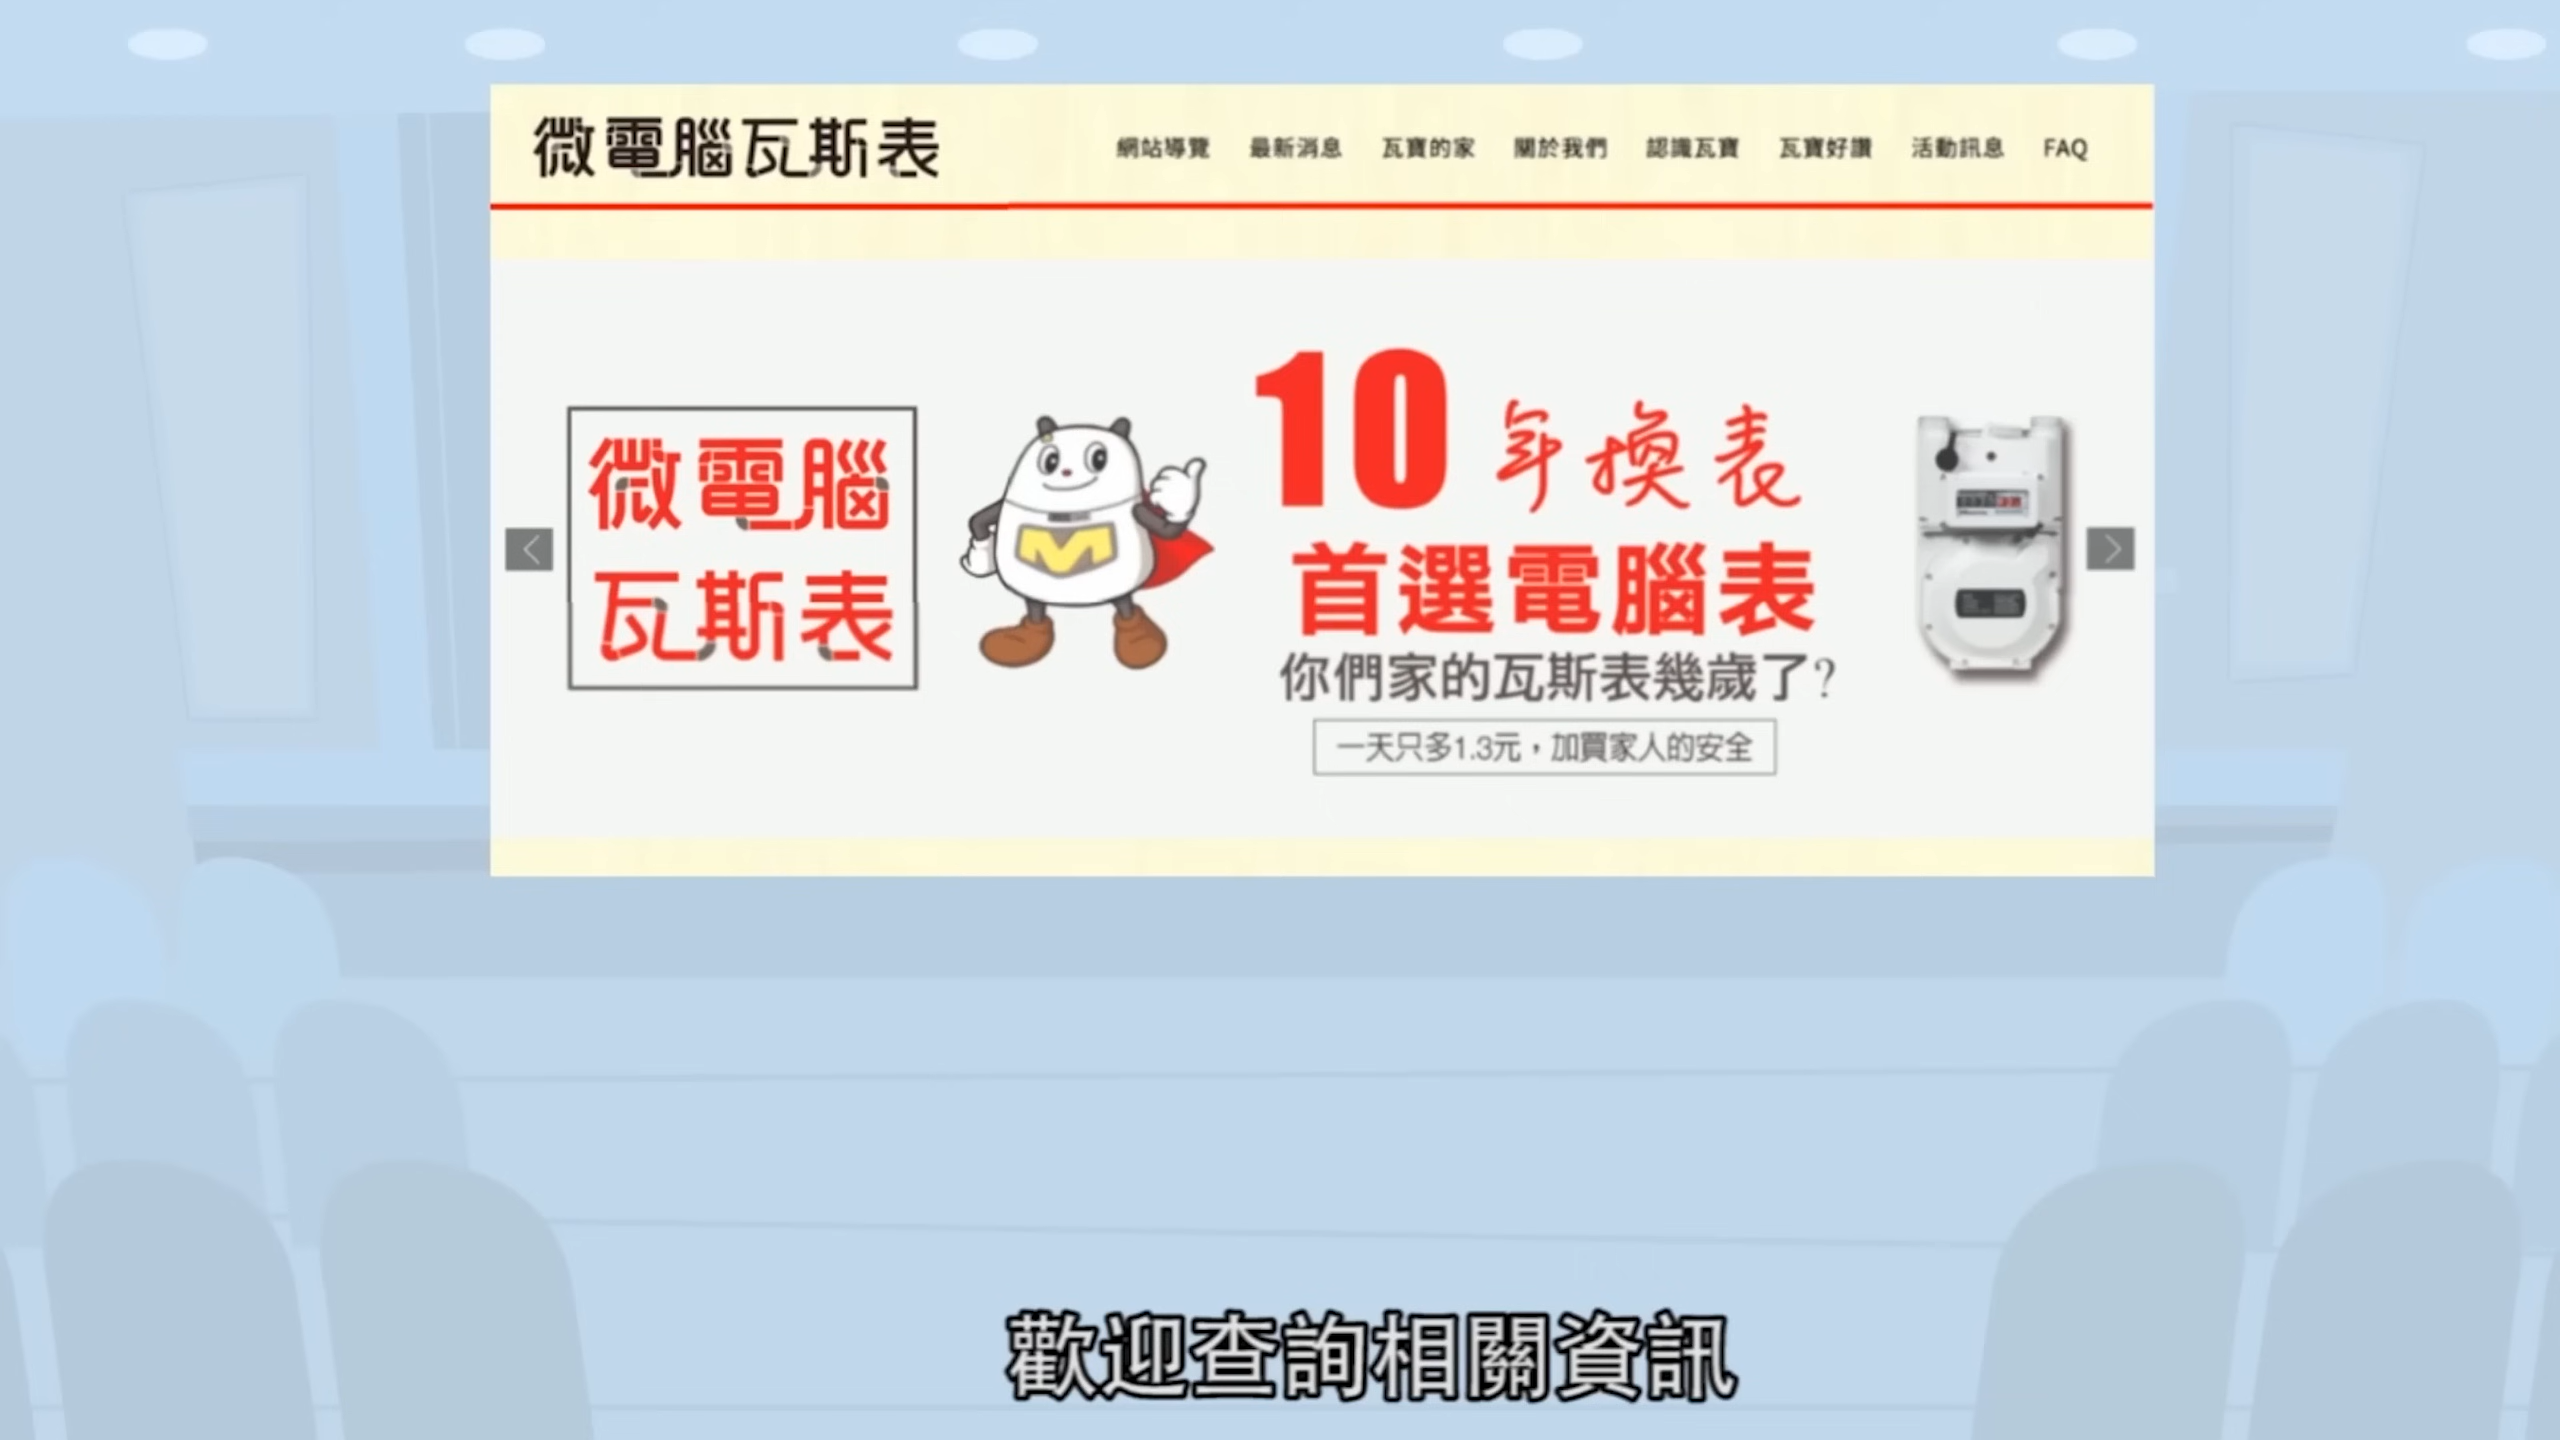 微電腦瓦斯表
網站導覽 最新消息 瓦寶的家 關於我們 認識瓦寶 瓦寶好讚 活動訊息 FAQ
微電腦
瓦斯表
M
10年換表
首選電腦表
你們家的瓦斯表幾歲了?
一天只多1.3元，加買家人的安全
歡迎查詢相關資訊